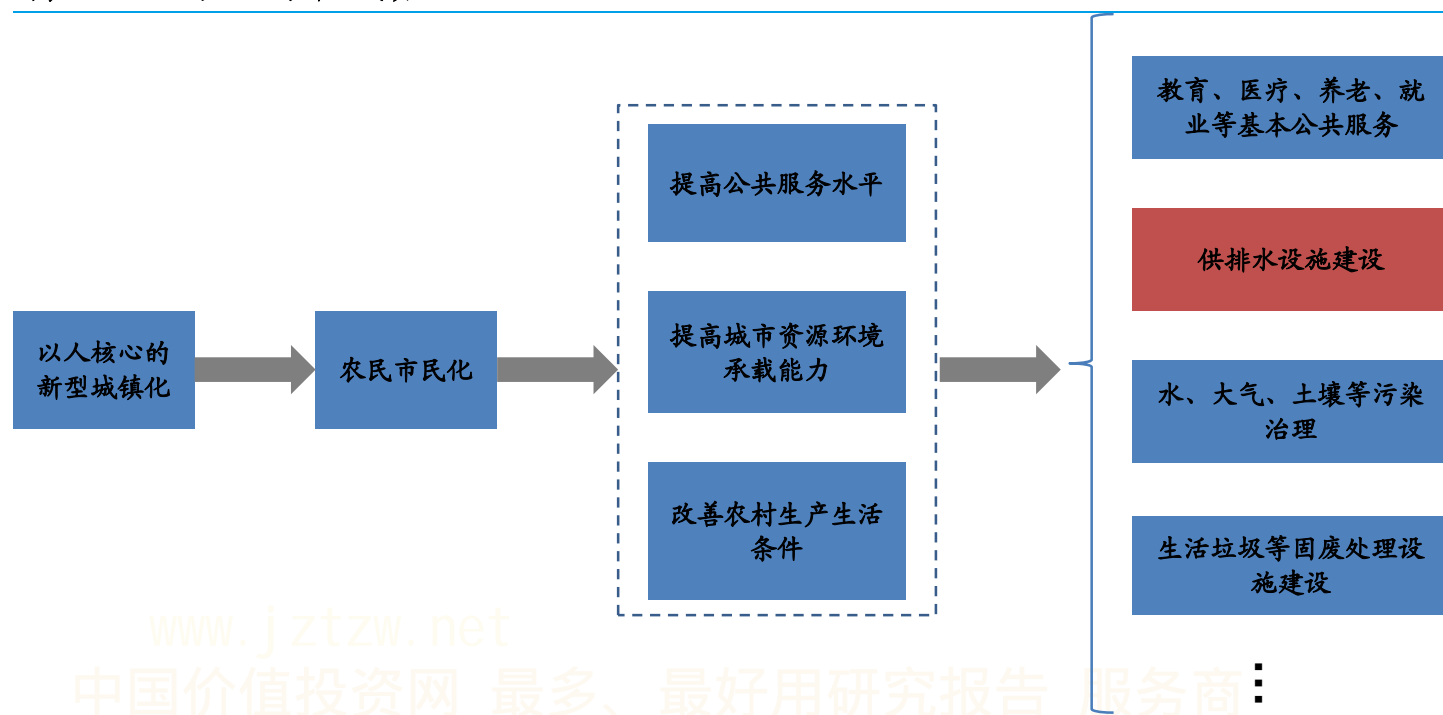 以人核心的
新型城镇化
农民市民化
提高公共服务水平
提高城市资源环境
承载能力
改善农村生产生活
条件
教育、医疗、养老、就
业等基本公共服务
供排水设施建设
水、大气、土壤等污染
治理
生活垃圾等固废处理设
施建设
www.jztzw.net
中国价值投资网 最多、最好用研究报告 服务商